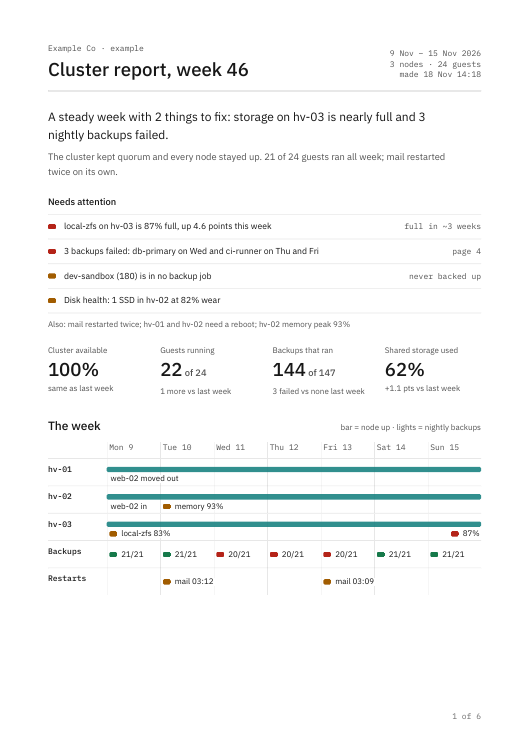 Example Co · example
Cluster report, week 46
9 Nov – 15 Nov 2026
3 nodes · 24 guests
made 18 Nov 14:18
A steady week with 2 things to fix: storage on hv-03 is nearly full and 3
nightly backups failed.
The cluster kept quorum and every node stayed up. 21 of 24 guests ran all week; mail restarted
twice on its own.
Needs attention
local-zfs on hv-03 is 87% full, up 4.6 points this week full in ~3 weeks
3 backups failed: db-primary on Wed and ci-runner on Thu and Fri page 4
dev-sandbox (180) is in no backup job never backed up
Disk health: 1 SSD in hv-02 at 82% wear
Also: mail restarted twice; hv-01 and hv-02 need a reboot; hv-02 memory peak 93%
Cluster available Guests running Backups that ran Shared storage used
100% 22 of 24 144 of 147 62%
same as last week 1 more vs last week 3 failed vs none last week +1.1 pts vs last week
The week bar = node up · lights = nightly backups
Mon 9 Tue 10 Wed 11 Thu 12 Fri 13 Sat 14 Sun 15
hv-01
web-02 moved out
hv-02
web-02 in memory 93%
hv-03
local-zfs 83% 87%
Backups 21/21 21/21 20/21 20/21 20/21 21/21 21/21
Restarts mail 03:12 mail 03:09
1 of 6